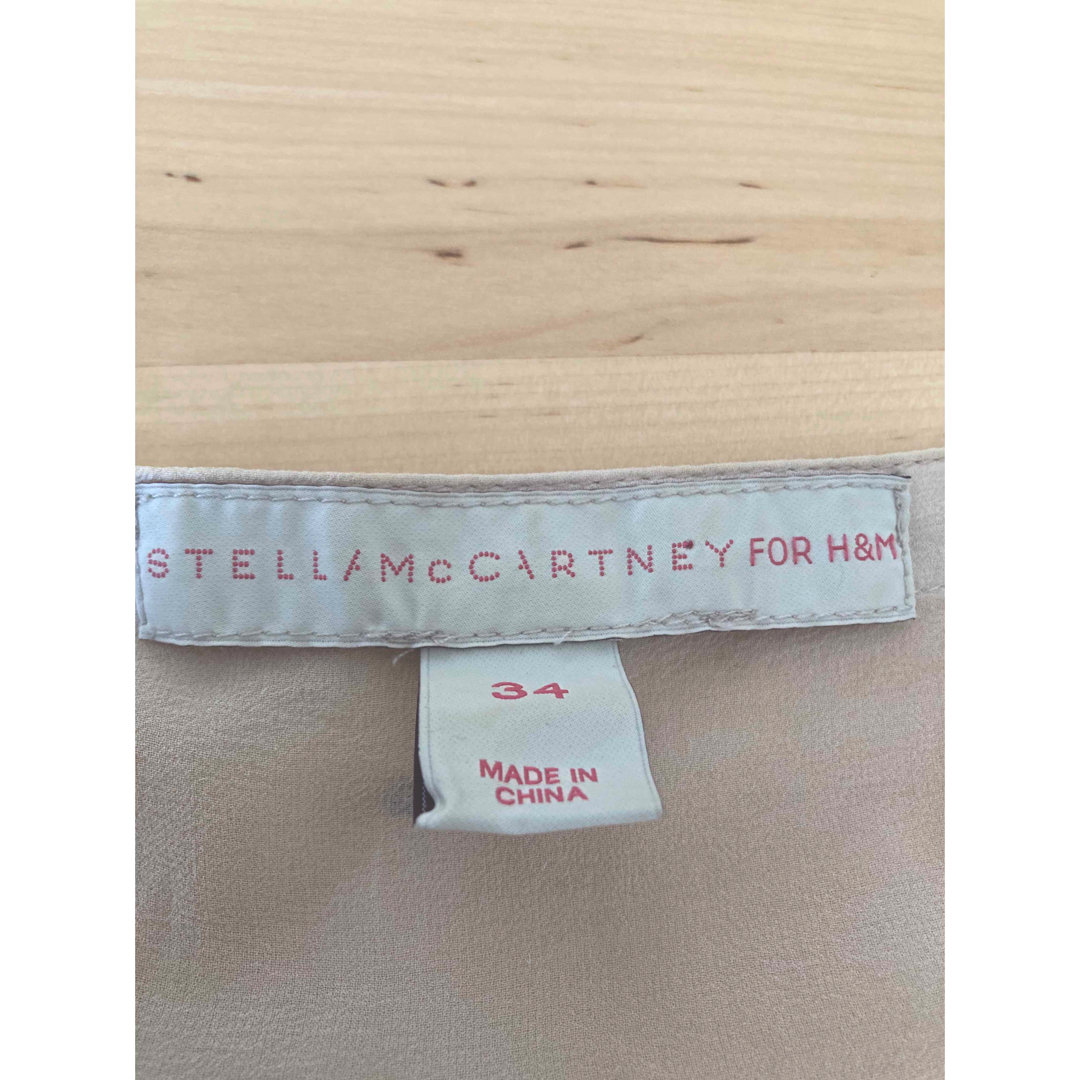 STELLA McCARTNEY FOR H&M
34
MADE IN
CHINA